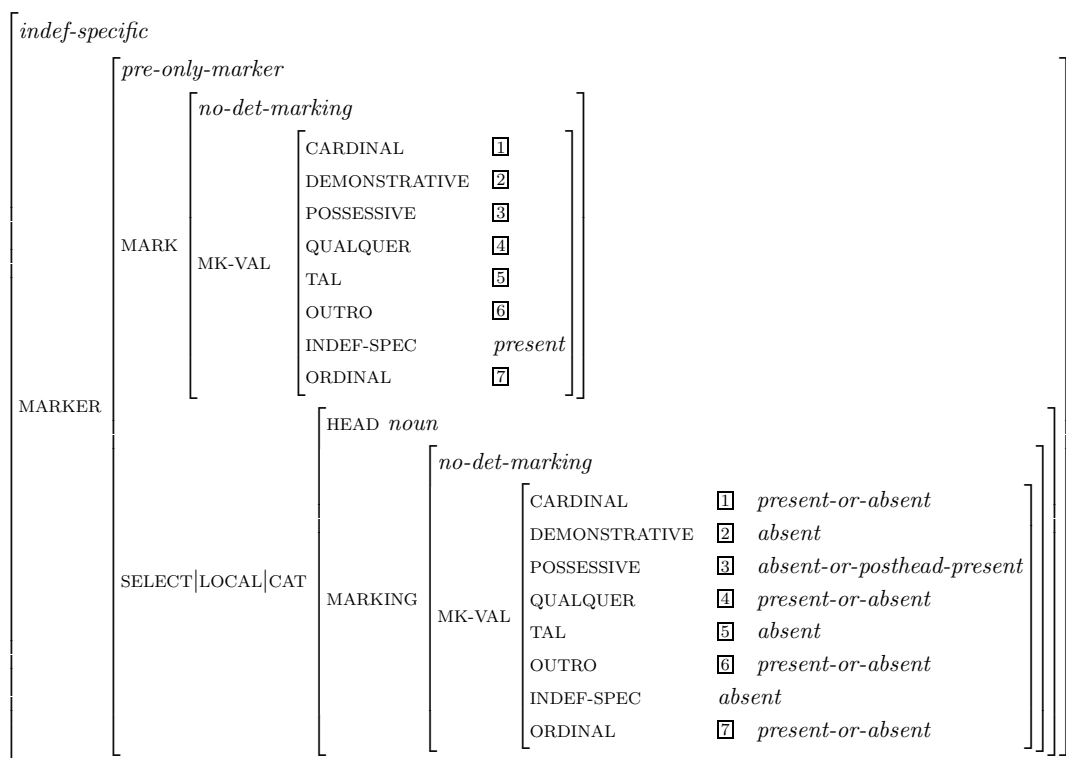 indef-specific
pre-only-marker
no-det-marking
CARDINAL 1
DEMONSTRATIVE 2
POSSESSIVE 3
MARK
QUALQUER 4
MK-VAL
TAL 5
OUTRO 6
INDEF-SPEC present
ORDINAL 7
MARKER
HEAD noun
no-det-marking
CARDINAL 1 present-or-absent
DEMONSTRATIVE 2 absent
POSSESSIVE 3 absent-or-posthead-present
SELECT|LOCAL|CAT
MARKING
QUALQUER 4 present-or-absent
MK-VAL
TAL 5 absent
OUTRO 6 present-or-absent
INDEF-SPEC absent
ORDINAL 7 present-or-absent